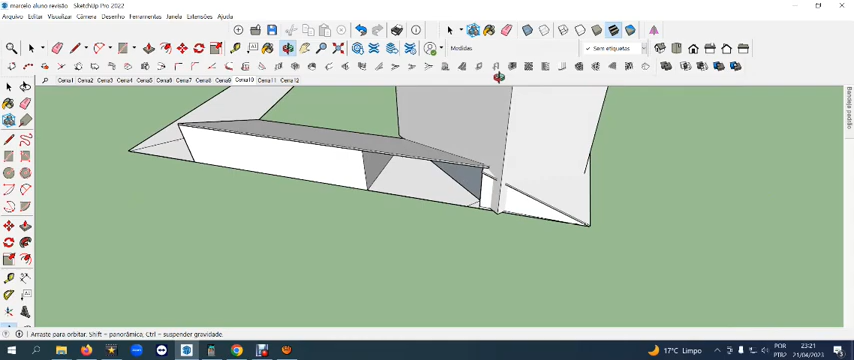 marcelo aluno revisão - SketchUp Pro 2022
Arquivo Editar Visualizar Câmera Desenho Ferramentas Janela Extensões Ajuda
Medidas
Sem etiquetas
Cena1 Cena2 Cena3 Cena4 Cena5 Cena6 Cena7 Cena8 Cena9 Cena10 Cena11 Cena12
Bandeja padrão
Arraste para orbitar. Shift = panorâmica, Ctrl = suspender gravidade.
17°C Limpo
POR
PTB2
23:21
21/04/2023